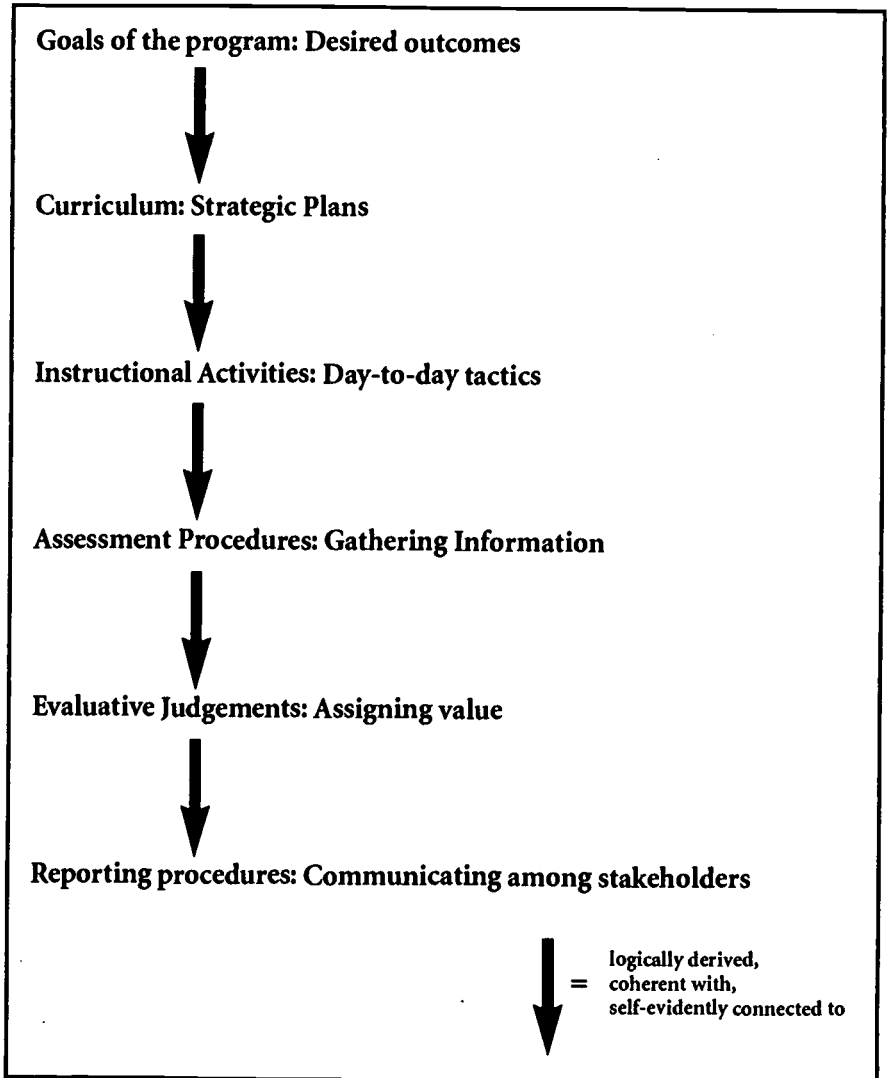 Goals of the program: Desired outcomes
Curriculum: Strategic Plans
Instructional Activities: Day-to-day tactics
Assessment Procedures: Gathering Information
Evaluative Judgements: Assigning value
Reporting procedures: Communicating among stakeholders
=
logically derived,
coherent with,
self-evidently connected to